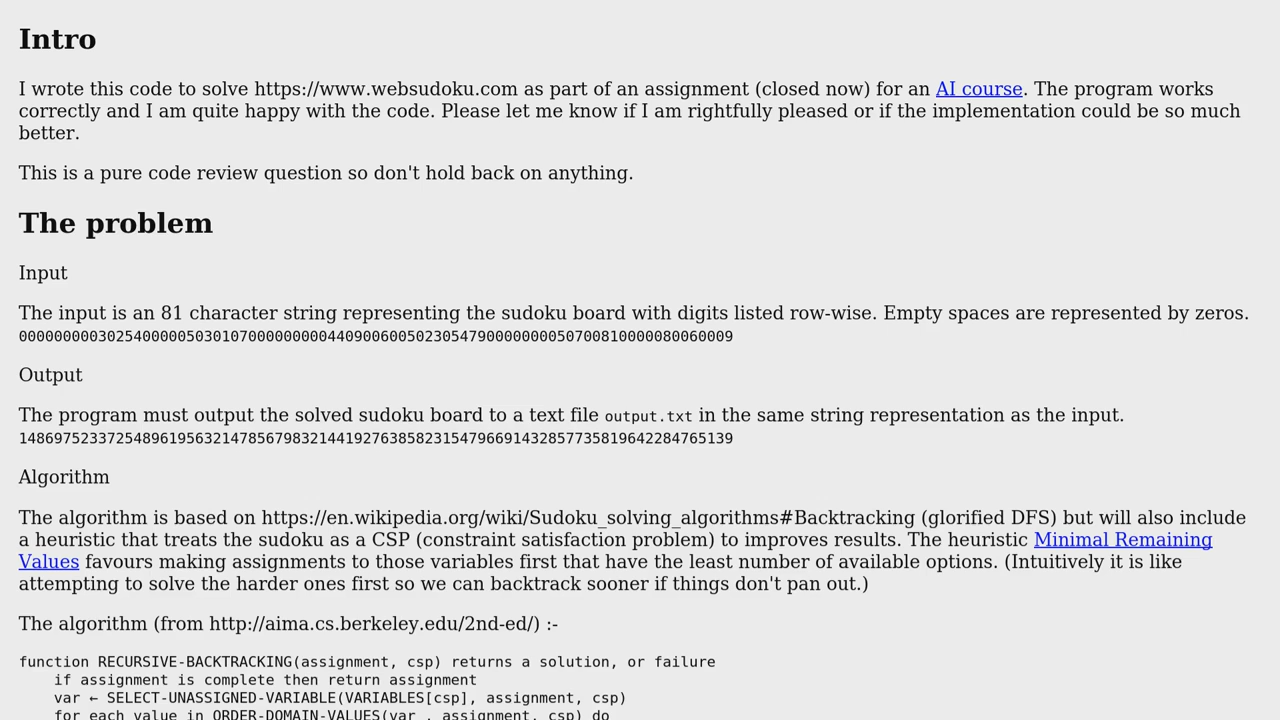 Intro
I wrote this code to solve https://www.websudoku.com as part of an assignment (closed now) for an AI course. The program works
correctly and I am quite happy with the code. Please let me know if I am rightfully pleased or if the implementation could be so much
better.
This is a pure code review question so don't hold back on anything.
The problem
Input
The input is an 81 character string representing the sudoku board with digits listed row-wise. Empty spaces are represented by zeros.
000000000302540000050301070000000004409006005023054790000000050700810000080060009
Output
The program must output the solved sudoku board to a text file output.txt in the same string representation as the input.
148697523372548961956321478567983214419276385823154796691432857735819642284765139
Algorithm
The algorithm is based on https://en.wikipedia.org/wiki/Sudoku_solving_algorithms#Backtracking (glorified DFS) but will also include
a heuristic that treats the sudoku as a CSP (constraint satisfaction problem) to improves results. The heuristic Minimal Remaining
Values favours making assignments to those variables first that have the least number of available options. (Intuitively it is like
attempting to solve the harder ones first so we can backtrack sooner if things don't pan out.)
The algorithm (from http://aima.cs.berkeley.edu/2nd-ed/) :-
function RECURSIVE-BACKTRACKING(assignment, csp) returns a solution, or failure
if assignment is complete then return assignment
var ← SELECT-UNASSIGNED-VARIABLE(VARIABLES[csp], assignment, csp)
for each value in ORDER-DOMAIN-VALUES(var , assignment, csp) do